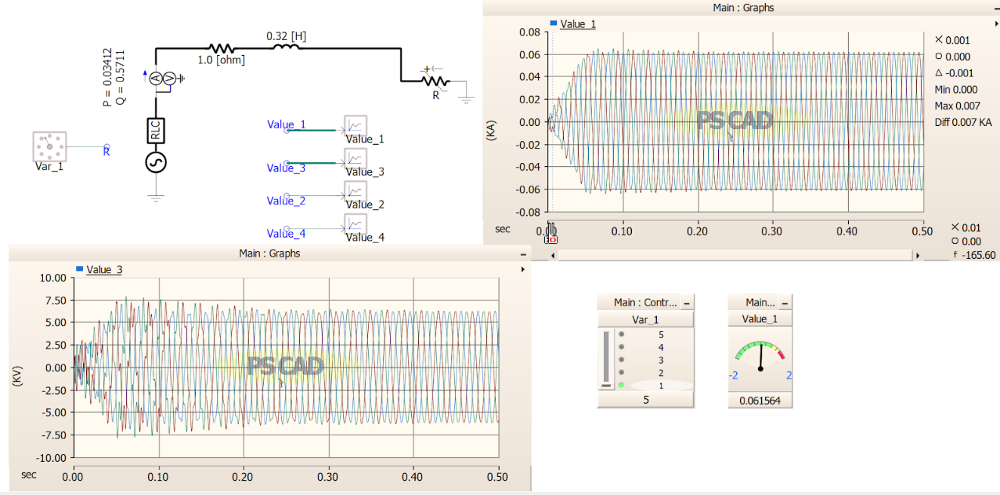 0.32 [H]
1.0 [ohm]
P = 0.03412
Q = 0.5711
A
V
+
R
RLC
R
Var_1
Value_1
Value_1
Value_3
Value_3
Value_2
Value_2
Value_4
Value_4
Main : Graphs
Value_1
0.08
0.06
0.04
0.02
0.00
-0.02
-0.04
-0.06
-0.08
(KA)
PSCAD
X 0.001
O 0.000
Δ -0.001
Min 0.000
Max 0.007
Diff 0.007 KA
sec
0.10
0.20
0.30
0.40
0.50
X 0.01
O 0.00
f -165.60
Main : Graphs
Value_3
10.00
7.50
5.00
2.50
0.00
-2.50
-5.00
-7.50
-10.00
(KV)
PSCAD
sec
0.00
0.10
0.20
0.30
0.40
0.50
Main : Contr...
Var_1
5
4
3
2
1
5
Main...
Value_1
-2
2
0.061564